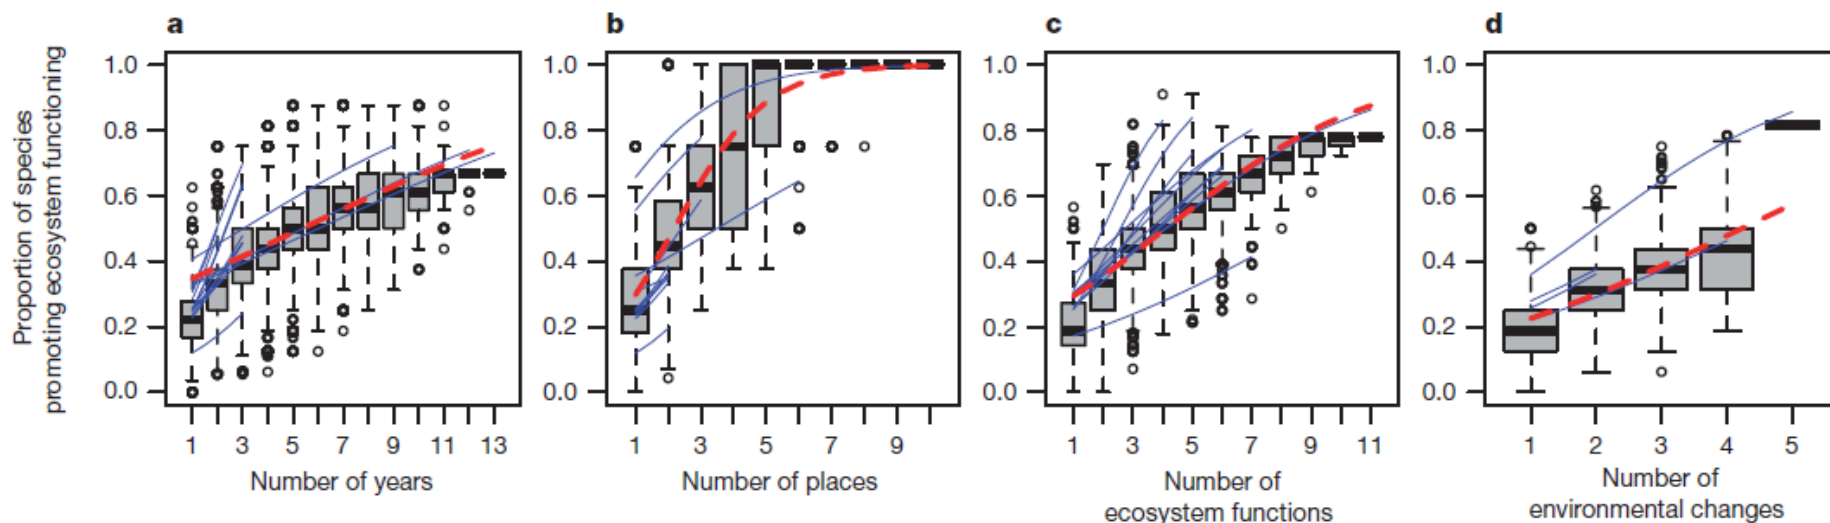 a
b
c
d
Proportion of species
promoting ecosystem functioning
1.0
0.8
0.6
0.4
0.2
0.0
1 3 5 7 9 11 13
Number of years
1.0
0.8
0.6
0.4
0.2
0.0
1 3 5 7 9
Number of places
1.0
0.8
0.6
0.4
0.2
0.0
1 3 5 7 9 11
Number of
ecosystem functions
1.0
0.8
0.6
0.4
0.2
0.0
1 2 3 4 5
Number of
environmental changes